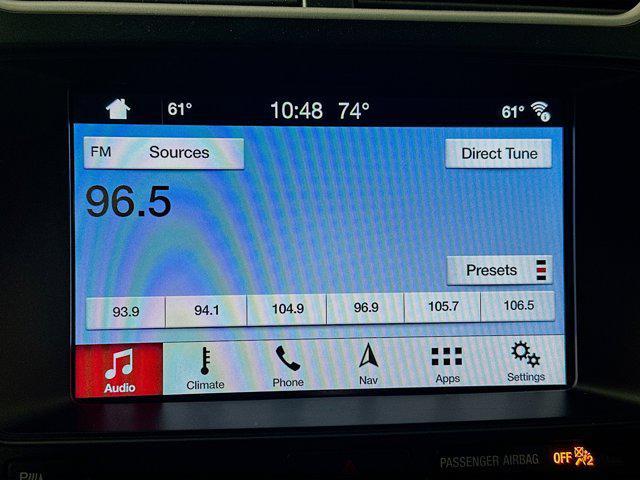 61° 10:48 74° 61°
FM Sources Direct Tune
96.5
Presets
93.9 94.1 104.9 96.9 105.7 106.5
Audio Climate Phone Nav Apps Settings
PASSENGER AIRBAG OFF 2
P